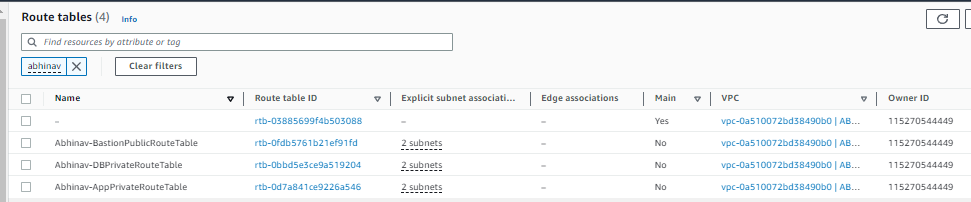 Route tables (4) Info
Find resources by attribute or tag
abhinav Clear filters
Name Route table ID Explicit subnet associati... Edge associations Main VPC Owner ID
– rtb-03885699f4b503088 – – Yes vpc-0a510072bd38490b0 | AB... 115270544449
Abhinav-BastionPublicRouteTable rtb-0fdb5761b21ef91fd 2 subnets – No vpc-0a510072bd38490b0 | AB... 115270544449
Abhinav-DBPrivateRouteTable rtb-0bbd5e3ce9a519204 2 subnets – No vpc-0a510072bd38490b0 | AB... 115270544449
Abhinav-AppPrivateRouteTable rtb-0d7a841ce9226a546 2 subnets – No vpc-0a510072bd38490b0 | AB... 115270544449